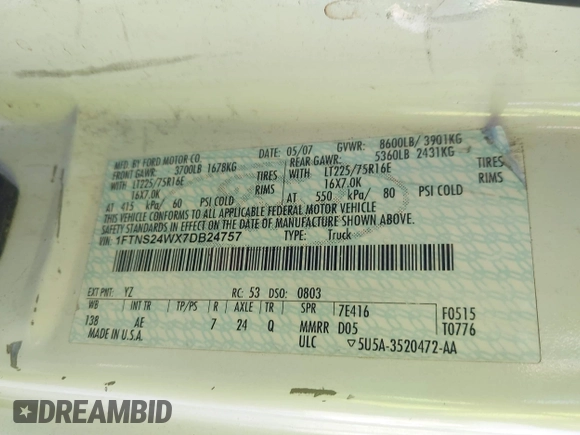 MFD. BY FORD MOTOR CO.
DATE: 05/07 GVWR: 8600LB/ 3901KG
FRONT GAWR: 3700LB 1678KG
REAR GAWR: 5360LB 2431KG
LT225/75R16E TIRES
WITH
16X7.0K RIMS
AT 415 kPa/ 60 PSI COLD
WITH LT225/75R16E TIRES
16X7.0K RIMS
AT 550 kPa/ 80 PSI COLD
THIS VEHICLE CONFORMS TO ALL APPLICABLE FEDERAL MOTOR VEHICLE
SAFETY STANDARDS IN EFFECT ON THE DATE OF MANUFACTURE SHOWN ABOVE.
VIN: 1FTNS24WX7DB24757
TYPE: Truck
EXT PNT: YZ RC: 53 DSO: 0803
WB INT TR TP/PS R AXLE TR SPR 7E416 F0515
138 AE 7 24 Q MMRR D05 T0776
MADE IN U.S.A. ULC ▽5U5A-3520472-AA
DREAMBID